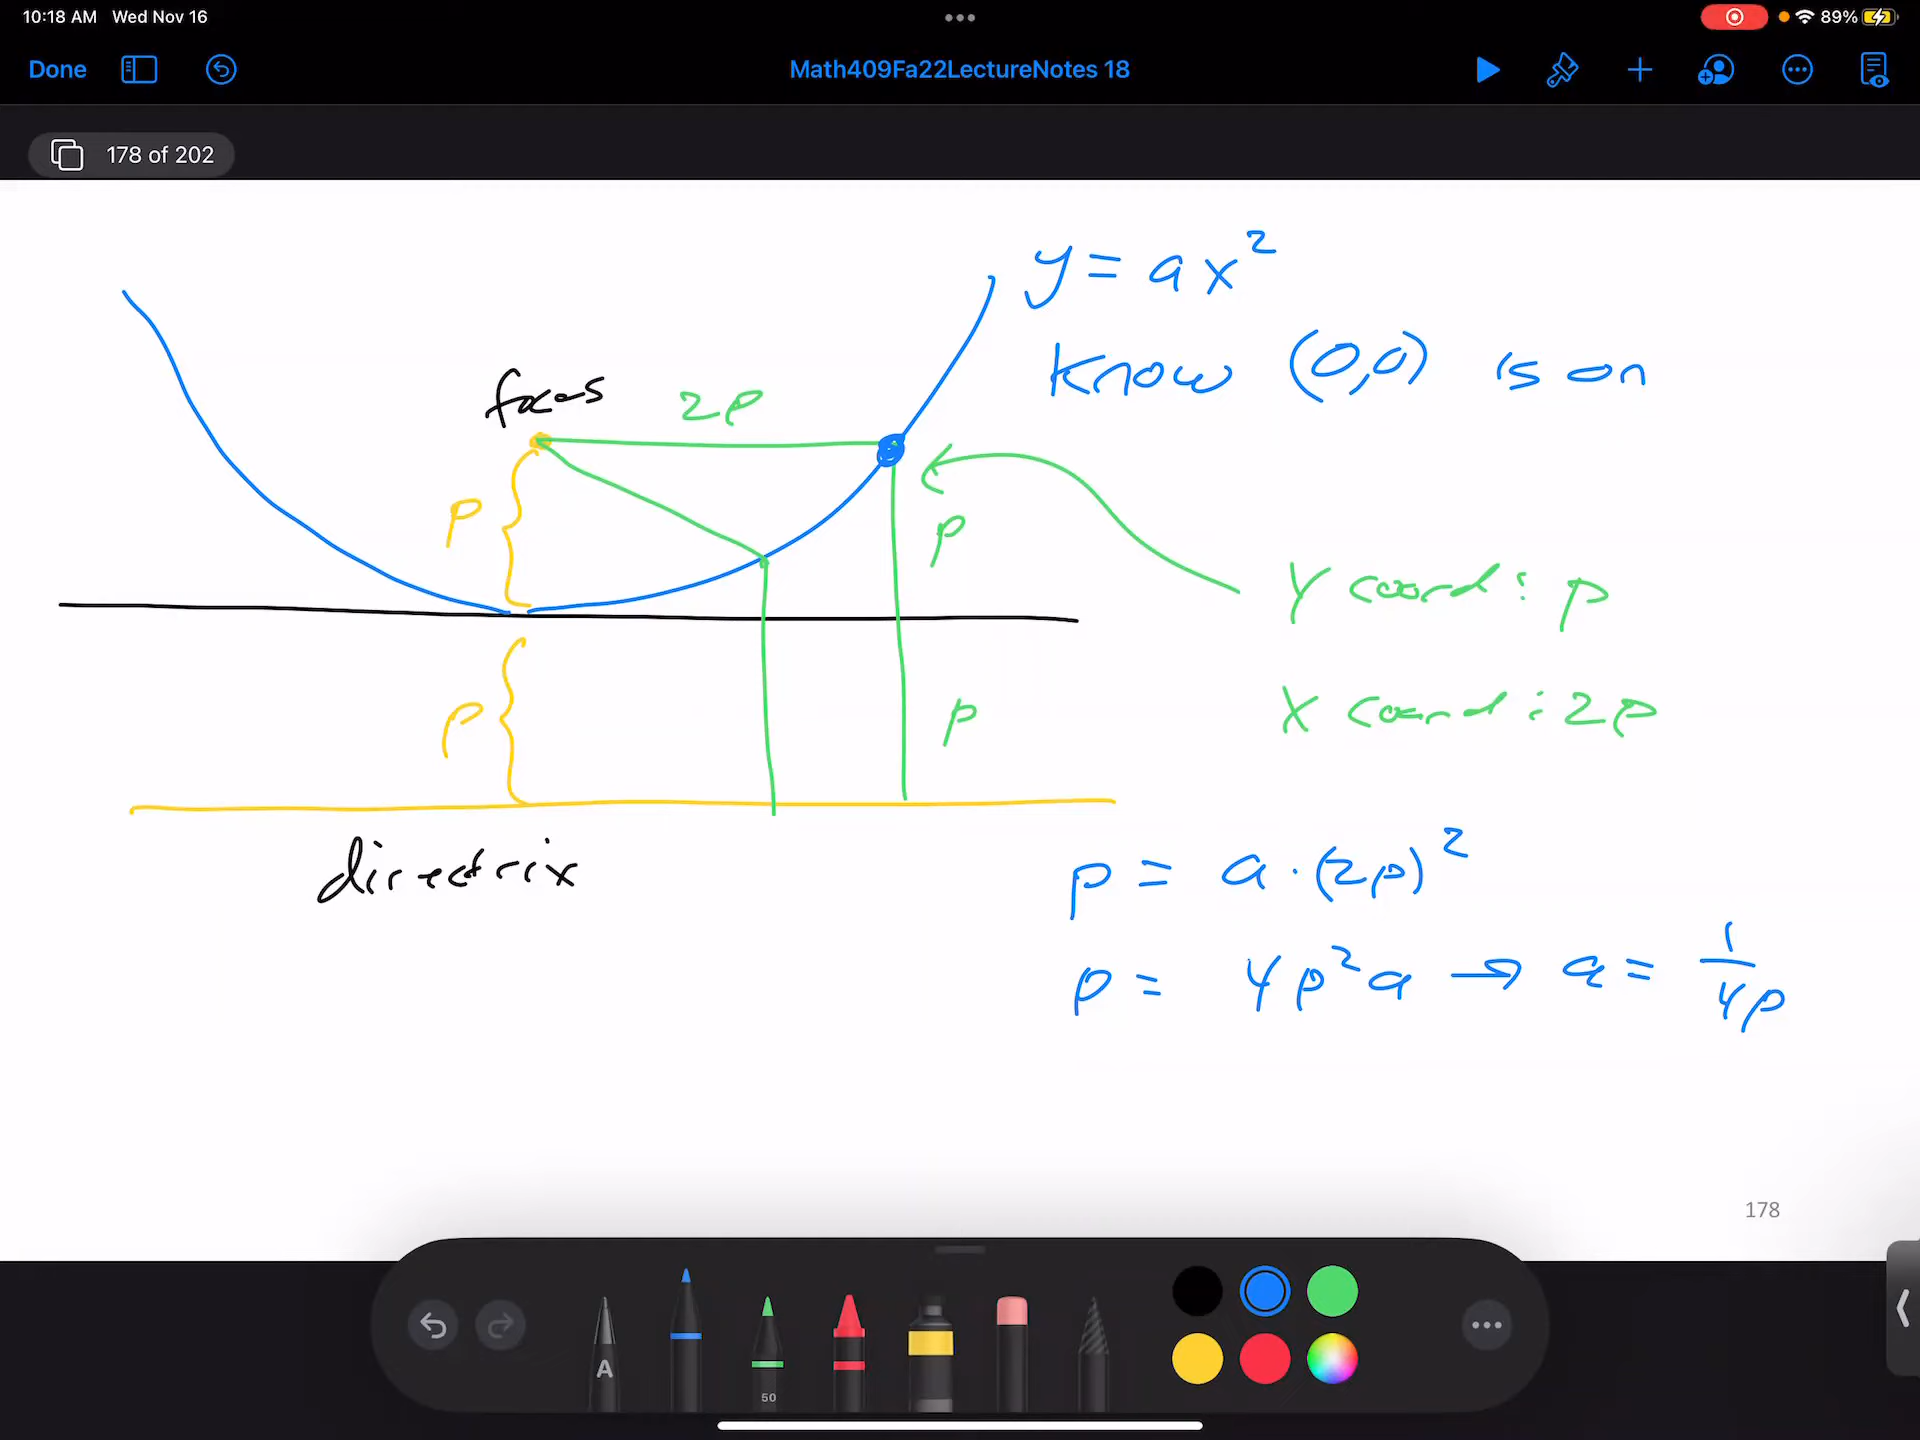 10:18 AM Wed Nov 16
89%
Done
Math409Fa22LectureNotes 18
178 of 202
y = ax²
know (0,0) is on
focus
2p
p
p
Y coord: p
p
p
X coord: 2p
directrix
p = a·(2p)²
p = 4p²a → a = 1/4p
178
A
50